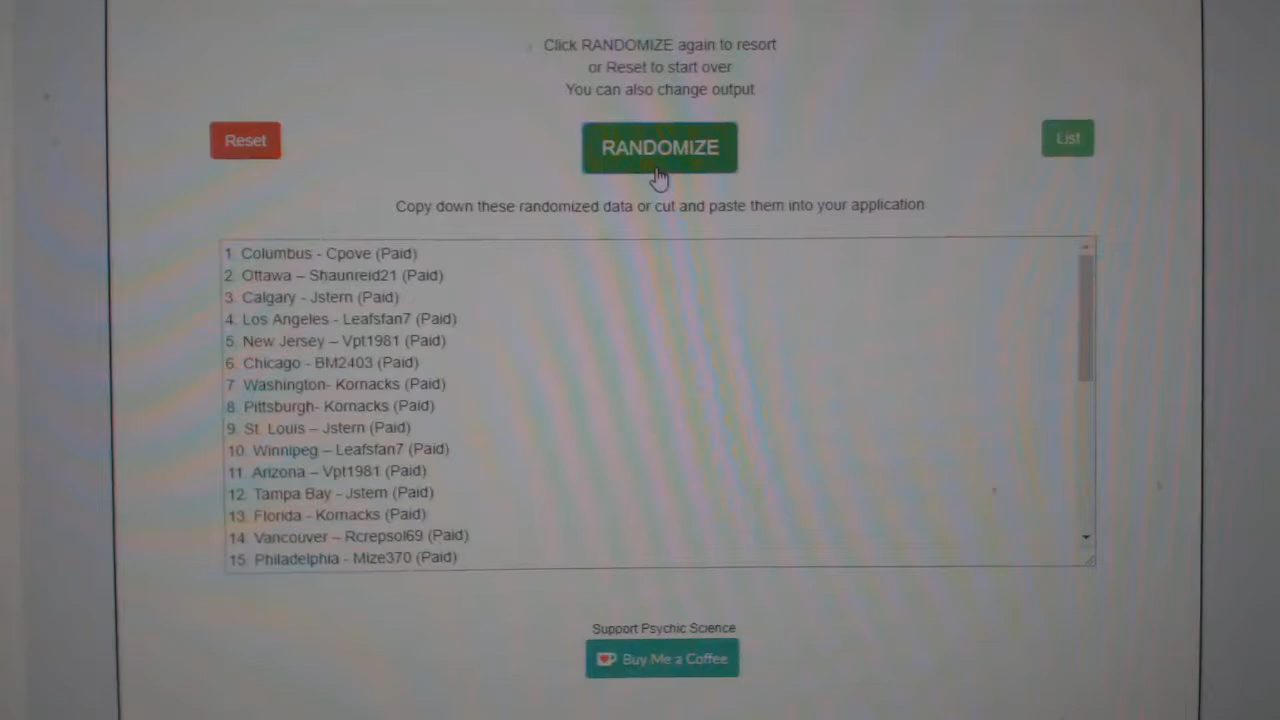 Click RANDOMIZE again to resort
or Reset to start over
You can also change output
Reset
RANDOMIZE
List
Copy down these randomized data or cut and paste them into your application
1. Columbus - Cpove (Paid)
2. Ottawa – Shaunreid21 (Paid)
3. Calgary - Jstern (Paid)
4. Los Angeles - Leafsfan7 (Paid)
5. New Jersey – Vpt1981 (Paid)
6. Chicago - BM2403 (Paid)
7. Washington- Kornacks (Paid)
8. Pittsburgh- Kornacks (Paid)
9. St. Louis – Jstern (Paid)
10. Winnipeg – Leafsfan7 (Paid)
11. Arizona – Vpt1981 (Paid)
12. Tampa Bay - Jstern (Paid)
13. Florida - Kornacks (Paid)
14. Vancouver – Rcrepsol69 (Paid)
15. Philadelphia - Mize370 (Paid)
Support Psychic Science
Buy Me a Coffee